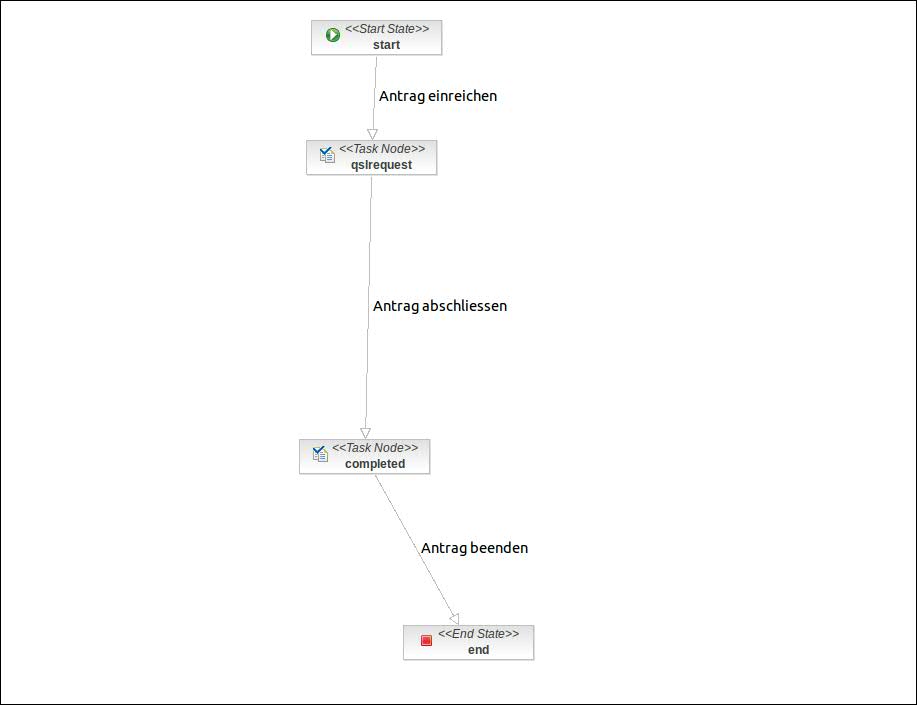 <<Start State>>
start
Antrag einreichen
<<Task Node>>
qslrequest
Antrag abschliessen
<<Task Node>>
completed
Antrag beenden
<<End State>>
end